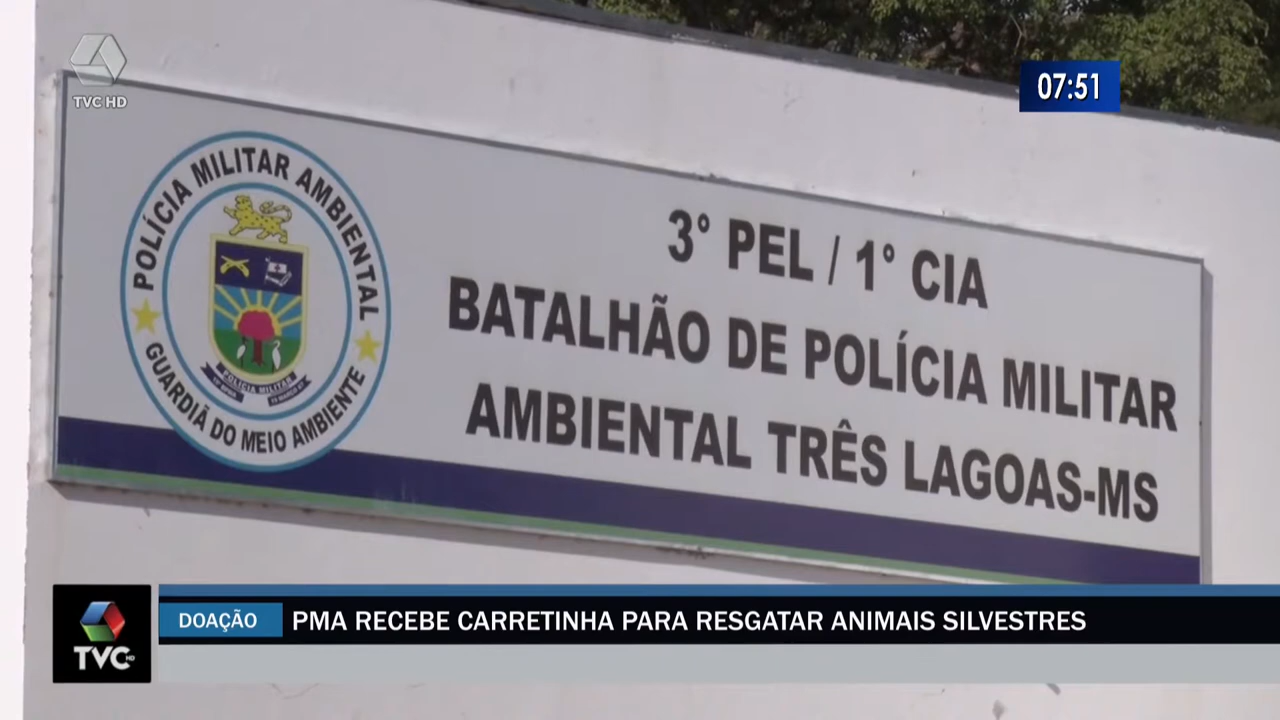 TVC HD
07:51
POLÍCIA MILITAR AMBIENTAL
GUARDIÃ DO MEIO AMBIENTE
POLÍCIA MILITAR
3° PEL / 1° CIA
BATALHÃO DE POLÍCIA MILITAR
AMBIENTAL TRÊS LAGOAS-MS
DOAÇÃO
PMA RECEBE CARRETINHA PARA RESGATAR ANIMAIS SILVESTRES
TVC HD